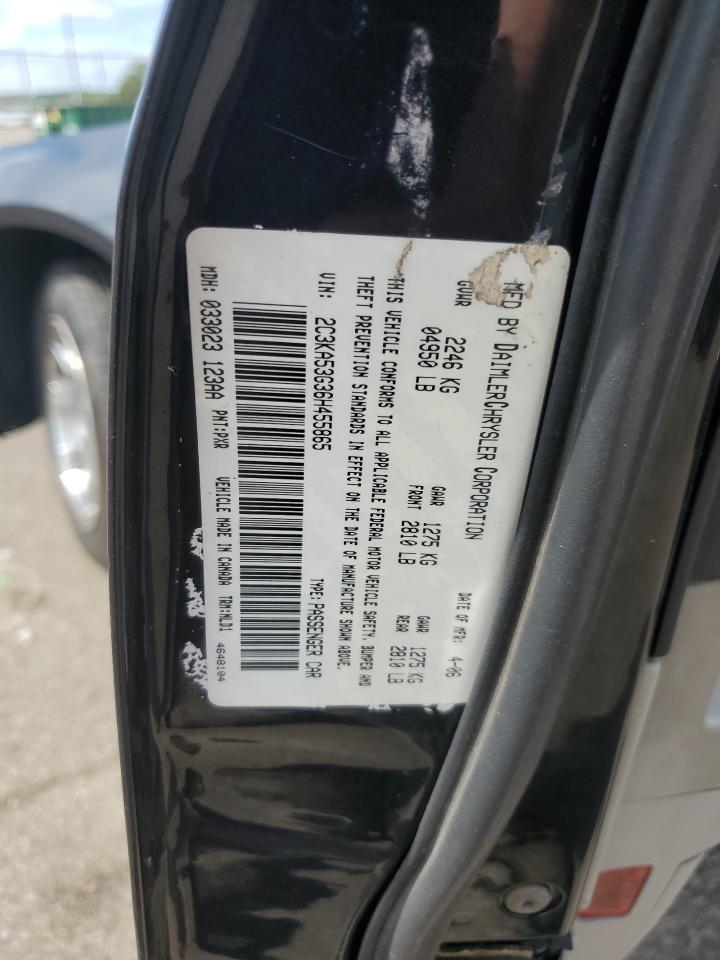 MFD BY DAIMLERCHRYSLER CORPORATION
DATE OF MFR: 4-06
GVWR 2246 KG
04950 LB
GAWR 1275 KG
FRONT 2810 LB
GAWR 1275 KG
REAR 2810 LB
THIS VEHICLE CONFORMS TO ALL APPLICABLE FEDERAL MOTOR VEHICLE SAFETY, BUMPER AND
THEFT PREVENTION STANDARDS IN EFFECT ON THE DATE OF MANUFACTURE SHOWN ABOVE.
VIN: 2C3KA53G36H455865
TYPE: PASSENGER CAR
MDH: 033023 123AA PNT:PXR VEHICLE MADE IN CANADA TRM:MLD1
4648104